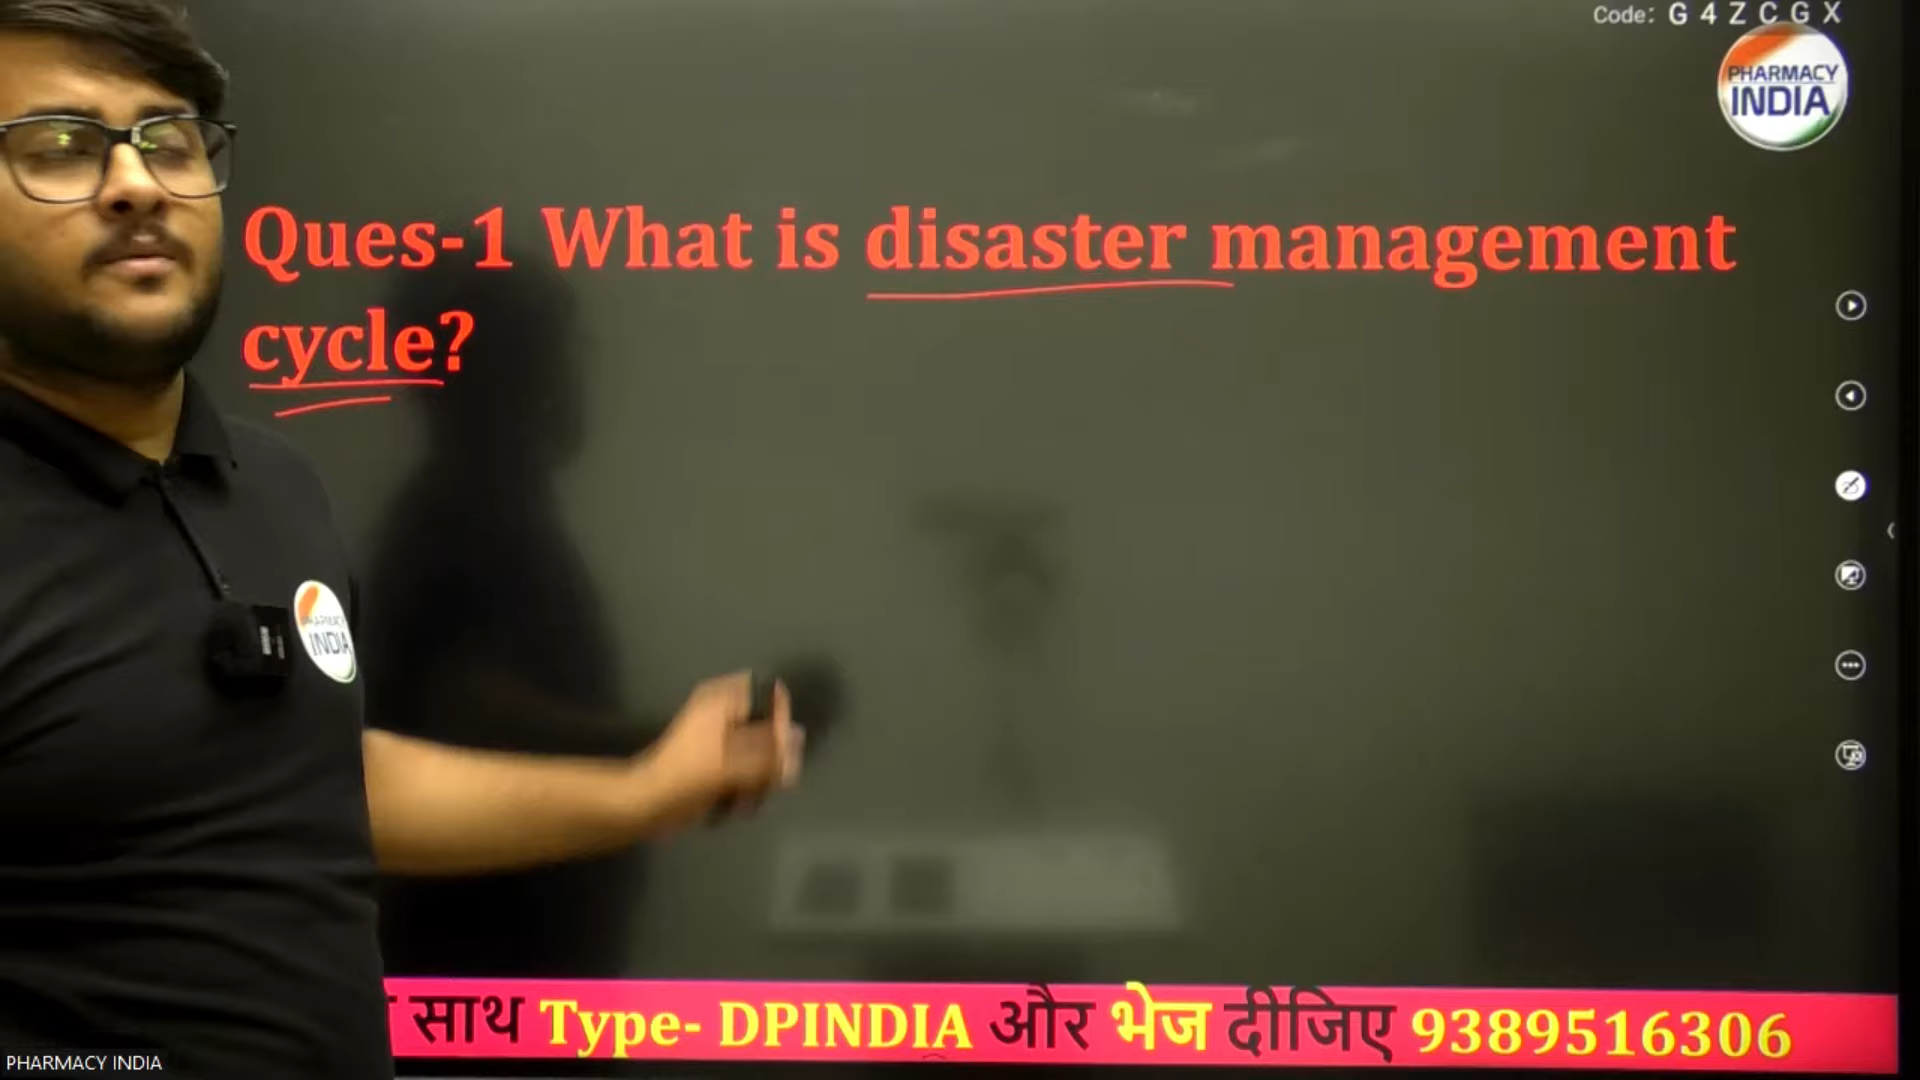 Code: G 4 Z C G X
PHARMACY
INDIA
Ques-1 What is disaster management
cycle?
PHARMACY
INDIA
साथ Type- DPINDIA और भेज दीजिए 9389516306
PHARMACY INDIA